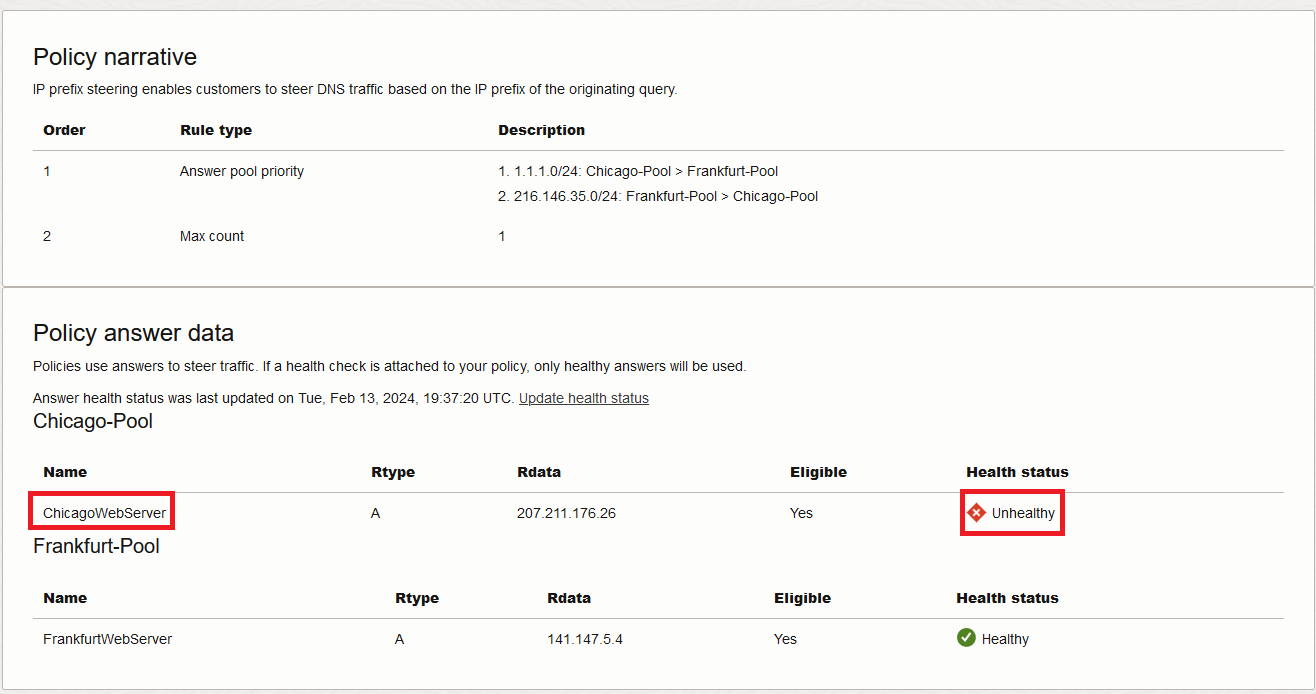 Policy narrative
IP prefix steering enables customers to steer DNS traffic based on the IP prefix of the originating query.
Order Rule type Description
1 Answer pool priority 1. 1.1.1.0/24: Chicago-Pool > Frankfurt-Pool
2. 216.146.35.0/24: Frankfurt-Pool > Chicago-Pool
2 Max count 1
Policy answer data
Policies use answers to steer traffic. If a health check is attached to your policy, only healthy answers will be used.
Answer health status was last updated on Tue, Feb 13, 2024, 19:37:20 UTC. Update health status
Chicago-Pool
Name Rtype Rdata Eligible Health status
ChicagoWebServer A 207.211.176.26 Yes Unhealthy
Frankfurt-Pool
Name Rtype Rdata Eligible Health status
FrankfurtWebServer A 141.147.5.4 Yes Healthy